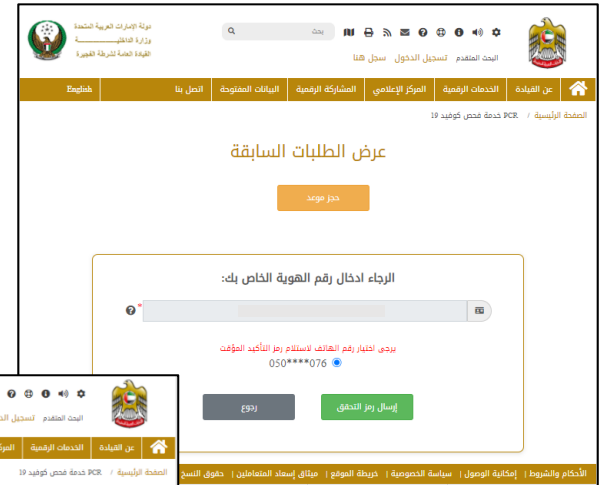 دولة الإمارات العربية المتحدة
وزارة الداخليـــــــــة
القيادة العامة لشرطة الفجيرة
بحث
البحث المتقدم تسجيل الدخول سجل هنا
عن القيادة الخدمات الرقمية المركز الإعلامي المشاركة الرقمية البيانات المفتوحة اتصل بنا English
الصفحة الرئيسية / PCR خدمة فحص كوفيد 19
عرض الطلبات السابقة
حجز موعد
الرجاء ادخال رقم الهوية الخاص بك:
*
يرجى اختيار رقم الهاتف لاستلام رمز التأكيد المؤقت
050****076
إرسال رمز التحقق رجوع
الأحكام والشروط | إمكانية الوصول | سياسة الخصوصية | خريطة الموقع | ميثاق إسعاد المتعاملين | حقوق النسخ
البحث المتقدم تسجيل
عن القيادة الخدمات الرقمية
الصفحة الرئيسية / PCR خدمة فحص كوفيد 19